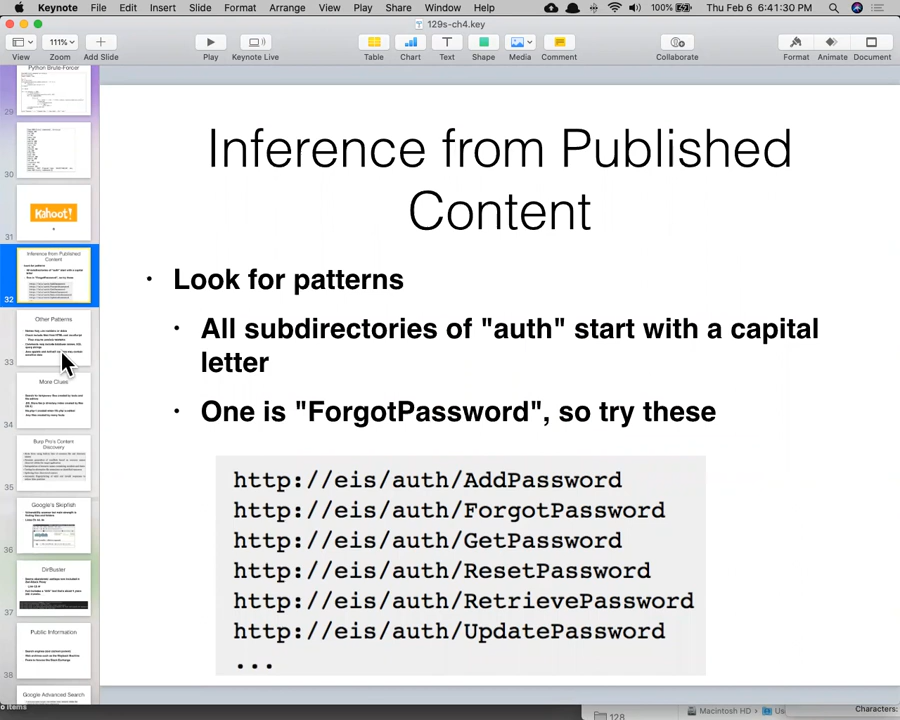 Keynote File Edit Insert Slide Format Arrange View Play Share Window Help 100% Thu Feb 6 6:41:30 PM
129s-ch4.key
111%
View Zoom Add Slide Play Keynote Live Table Chart Text Shape Media Comment Collaborate Format Animate Document
Python Brute-Forcer
29
30
Kahoot!
31
Inference from Published
Content
32
Other Patterns
33
More Clues
34
Burp Pro's Content
Discovery
35
Google's Skipfish
36
DirBuster
37
Public Information
38
Google Advanced Search
Inference from Published
Content
• Look for patterns
• All subdirectories of "auth" start with a capital
letter
• One is "ForgotPassword", so try these
http://eis/auth/AddPassword
http://eis/auth/ForgotPassword
http://eis/auth/GetPassword
http://eis/auth/ResetPassword
http://eis/auth/RetrievePassword
http://eis/auth/UpdatePassword
...
128
Macintosh HD > Us
Characters: